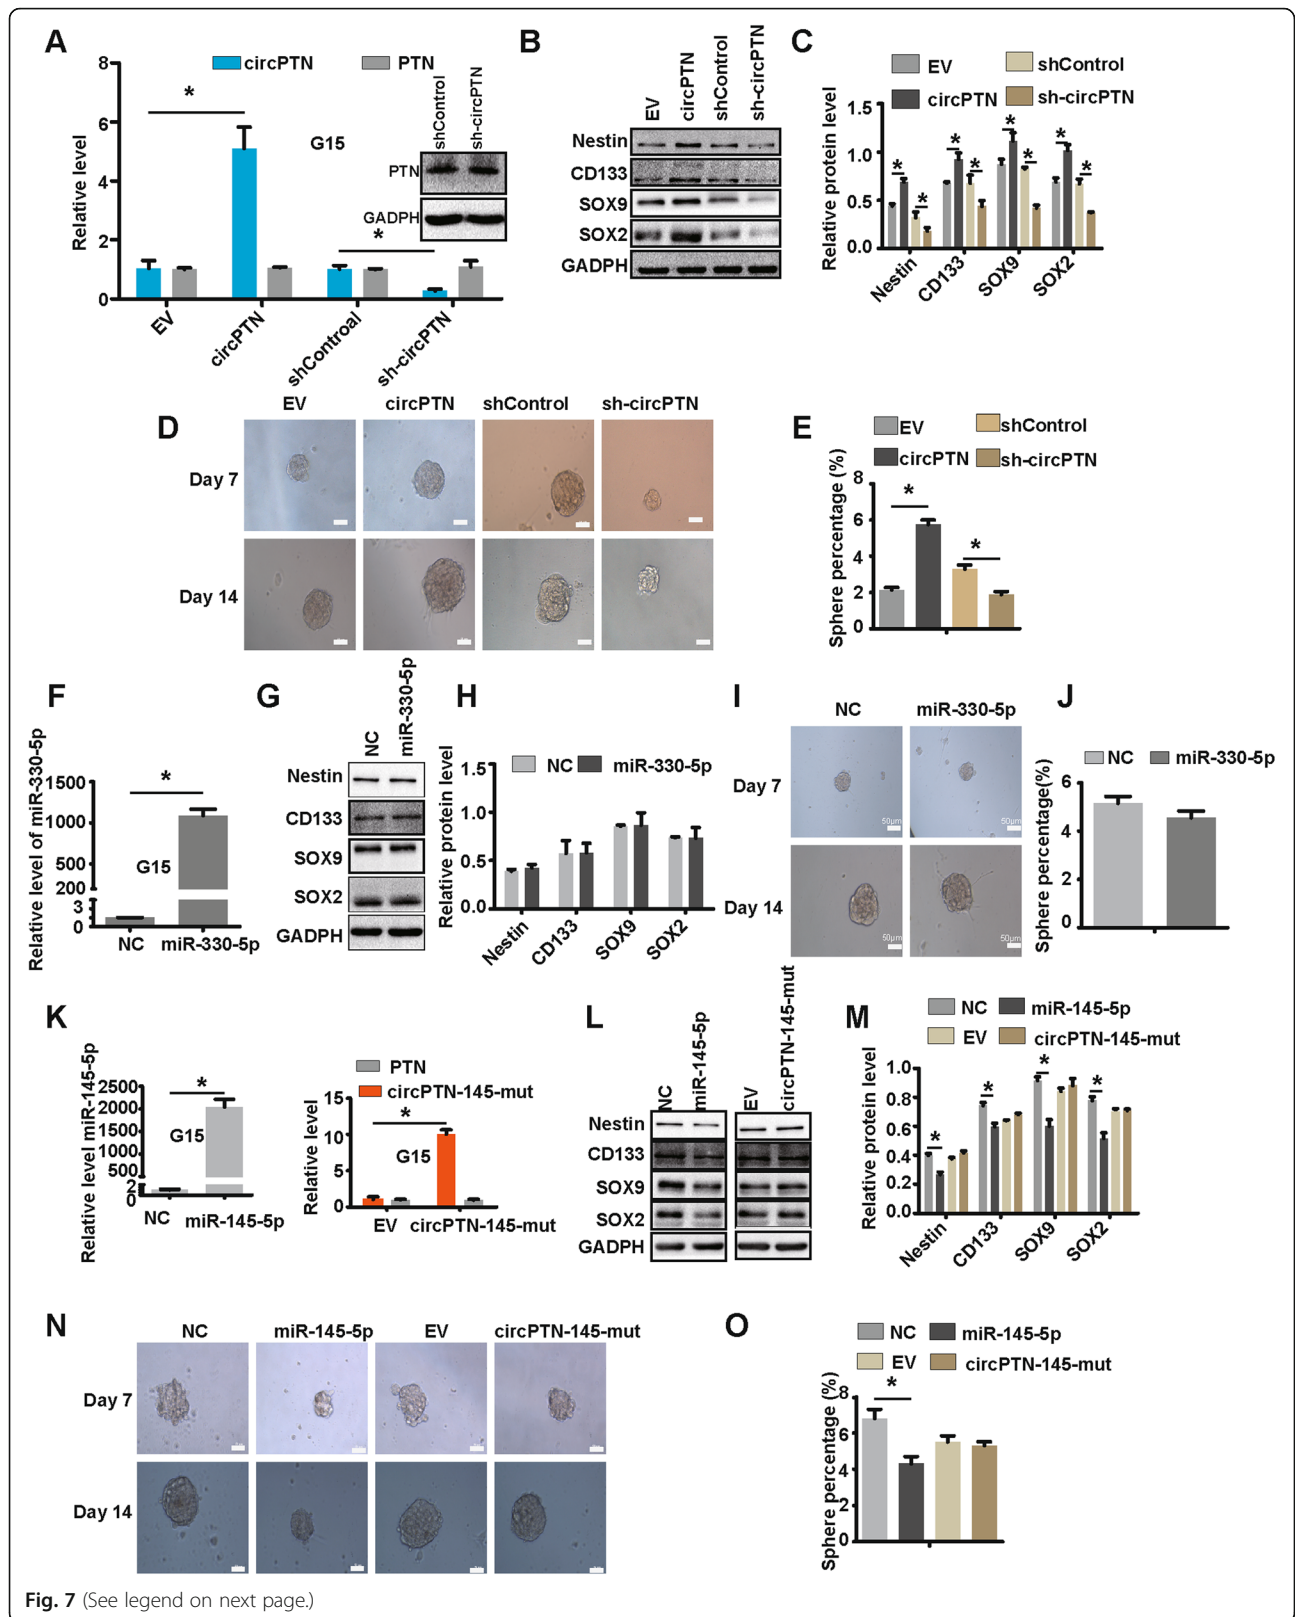 A
circPTN
PTN
Relative level
8
6
4
2
0
*
G15
*
shControl
sh-circPTN
PTN
GADPH
EV
circPTN
shControal
sh-circPTN
B
EV
circPTN
shControl
sh-circPTN
Nestin
CD133
SOX9
SOX2
GADPH
C
EV
shControl
circPTN
sh-circPTN
Relative protein level
1.5
1.0
0.5
0.0
* * * * * * * *
Nestin
CD133
SOX9
SOX2
D
EV
circPTN
shControl
sh-circPTN
Day 7
Day 14
E
EV
shControl
circPTN
sh-circPTN
Sphere percentage (%)
8
6
4
2
0
* *
F
Relative level of miR-330-5p
1500
1000
500
200
3
2
1
0
*
G15
NC
miR-330-5p
G
NC
miR-330-5p
Nestin
CD133
SOX9
SOX2
GADPH
H
NC
miR-330-5p
Relative protein level
1.5
1.0
0.5
0.0
Nestin
CD133
SOX9
SOX2
I
NC
miR-330-5p
Day 7
50μm
50μm
Day 14
50μm
50μm
J
NC
miR-330-5p
Sphere percentage(%)
6
4
2
0
K
Relative level miR-145-5p
2500
2000
1500
1000
500
2
0
*
G15
NC
miR-145-5p
PTN
circPTN-145-mut
Relative level
15
10
5
0
*
G15
EV
circPTN-145-mut
L
NC
miR-145-5p
EV
circPTN-145-mut
Nestin
CD133
SOX9
SOX2
GADPH
M
NC
miR-145-5p
EV
circPTN-145-mut
Relative protein level
1.0
0.8
0.6
0.4
0.2
0.0
* * * *
Nestin
CD133
SOX9
SOX2
N
NC
miR-145-5p
EV
circPTN-145-mut
Day 7
Day 14
O
NC
miR-145-5p
EV
circPTN-145-mut
Sphere percentage (%)
8
6
4
2
0
*
Fig. 7 (See legend on next page.)